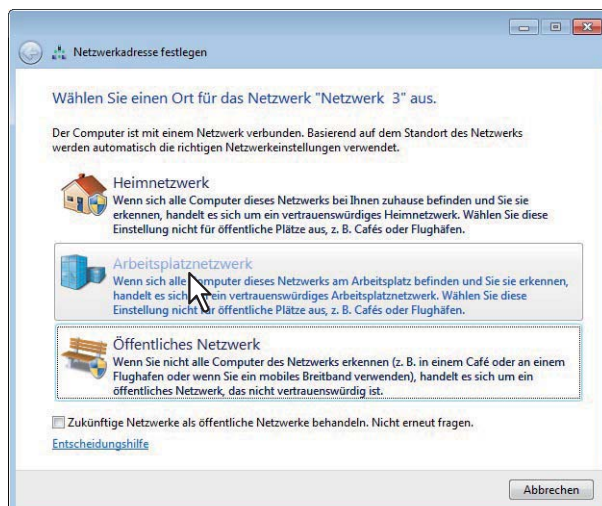 Netzwerkadresse festlegen
Wählen Sie einen Ort für das Netzwerk "Netzwerk 3" aus.
Der Computer ist mit einem Netzwerk verbunden. Basierend auf dem Standort des Netzwerks
werden automatisch die richtigen Netzwerkeinstellungen verwendet.
Heimnetzwerk
Wenn sich alle Computer dieses Netzwerks bei Ihnen zuhause befinden und Sie sie
erkennen, handelt es sich um ein vertrauenswürdiges Heimnetzwerk. Wählen Sie diese
Einstellung nicht für öffentliche Plätze aus, z. B. Cafés oder Flughäfen.
Arbeitsplatznetzwerk
Wenn sich alle Computer dieses Netzwerks am Arbeitsplatz befinden und Sie sie erkennen,
handelt es sich um ein vertrauenswürdiges Arbeitsplatznetzwerk. Wählen Sie diese
Einstellung nicht für öffentliche Plätze aus, z. B. Cafés oder Flughäfen.
Öffentliches Netzwerk
Wenn Sie nicht alle Computer des Netzwerks erkennen (z. B. in einem Café oder an einem
Flughafen oder wenn Sie ein mobiles Breitband verwenden), handelt es sich um ein
öffentliches Netzwerk, das nicht vertrauenswürdig ist.
Zukünftige Netzwerke als öffentliche Netzwerke behandeln. Nicht erneut fragen.
Entscheidungshilfe
Abbrechen